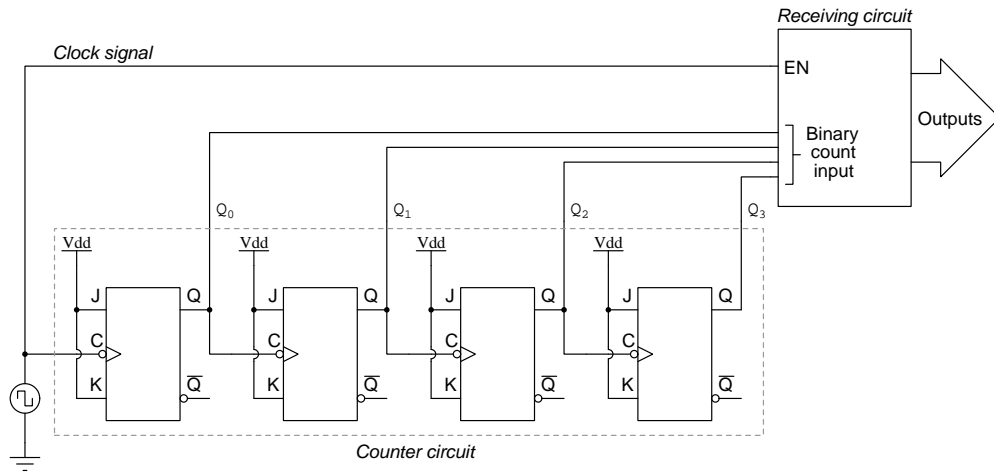 Receiving circuit
Clock signal
EN
Binary
count
input
Outputs
Q0 Q1 Q2 Q3
Vdd Vdd Vdd Vdd
J Q J Q J Q J Q
C C C C
K Q̅ K Q̅ K Q̅ K Q̅
Counter circuit